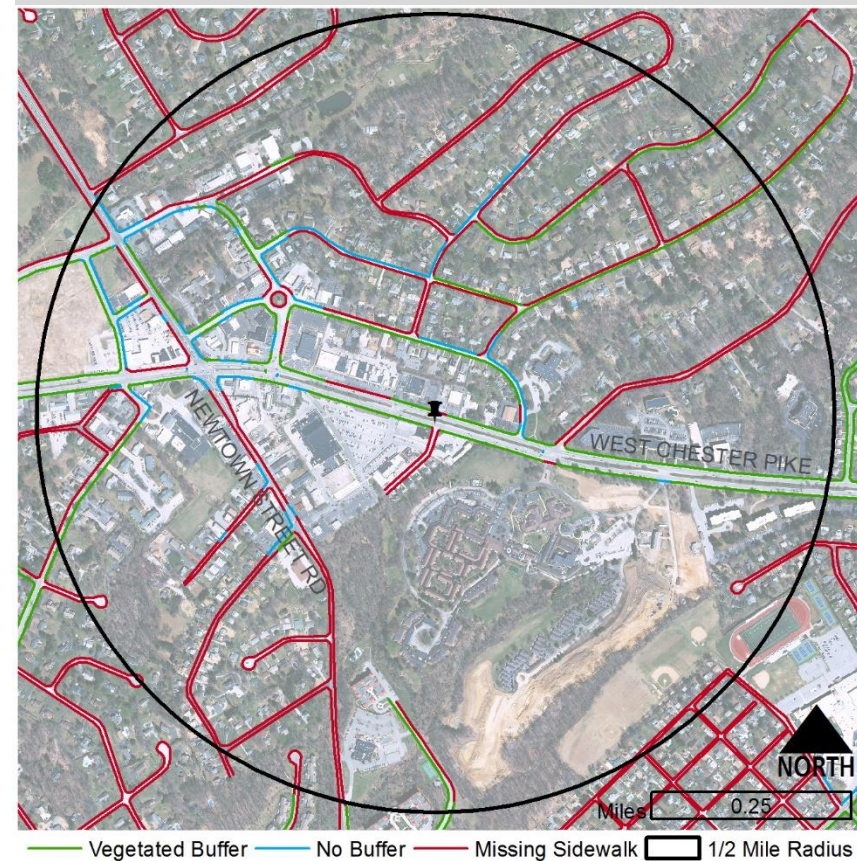 NEWTOWN STREET RD
WEST CHESTER PIKE
NORTH
Miles 0.25
Vegetated Buffer No Buffer Missing Sidewalk 1/2 Mile Radius